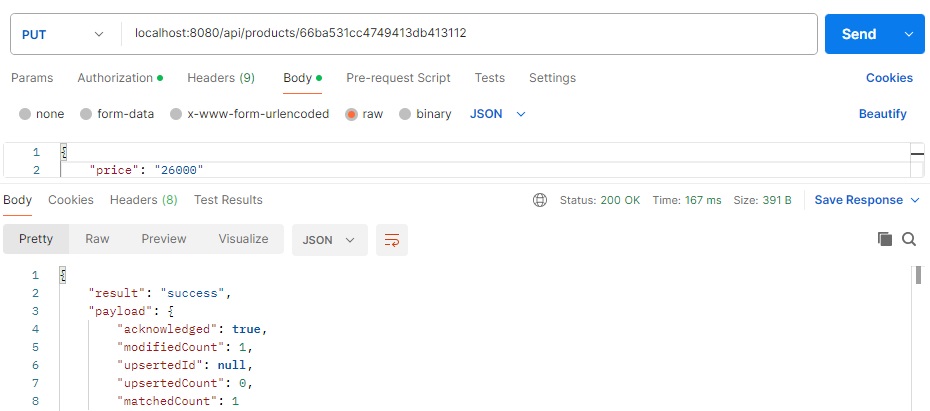 PUT localhost:8080/api/products/66ba531cc4749413db413112 Send
Params Authorization Headers (9) Body Pre-request Script Tests Settings Cookies
none form-data x-www-form-urlencoded raw binary JSON Beautify
1 {
2 "price": "26000"
Body Cookies Headers (8) Test Results Status: 200 OK Time: 167 ms Size: 391 B Save Response
Pretty Raw Preview Visualize JSON
1 {
2 "result": "success",
3 "payload": {
4 "acknowledged": true,
5 "modifiedCount": 1,
6 "upsertedId": null,
7 "upsertedCount": 0,
8 "matchedCount": 1